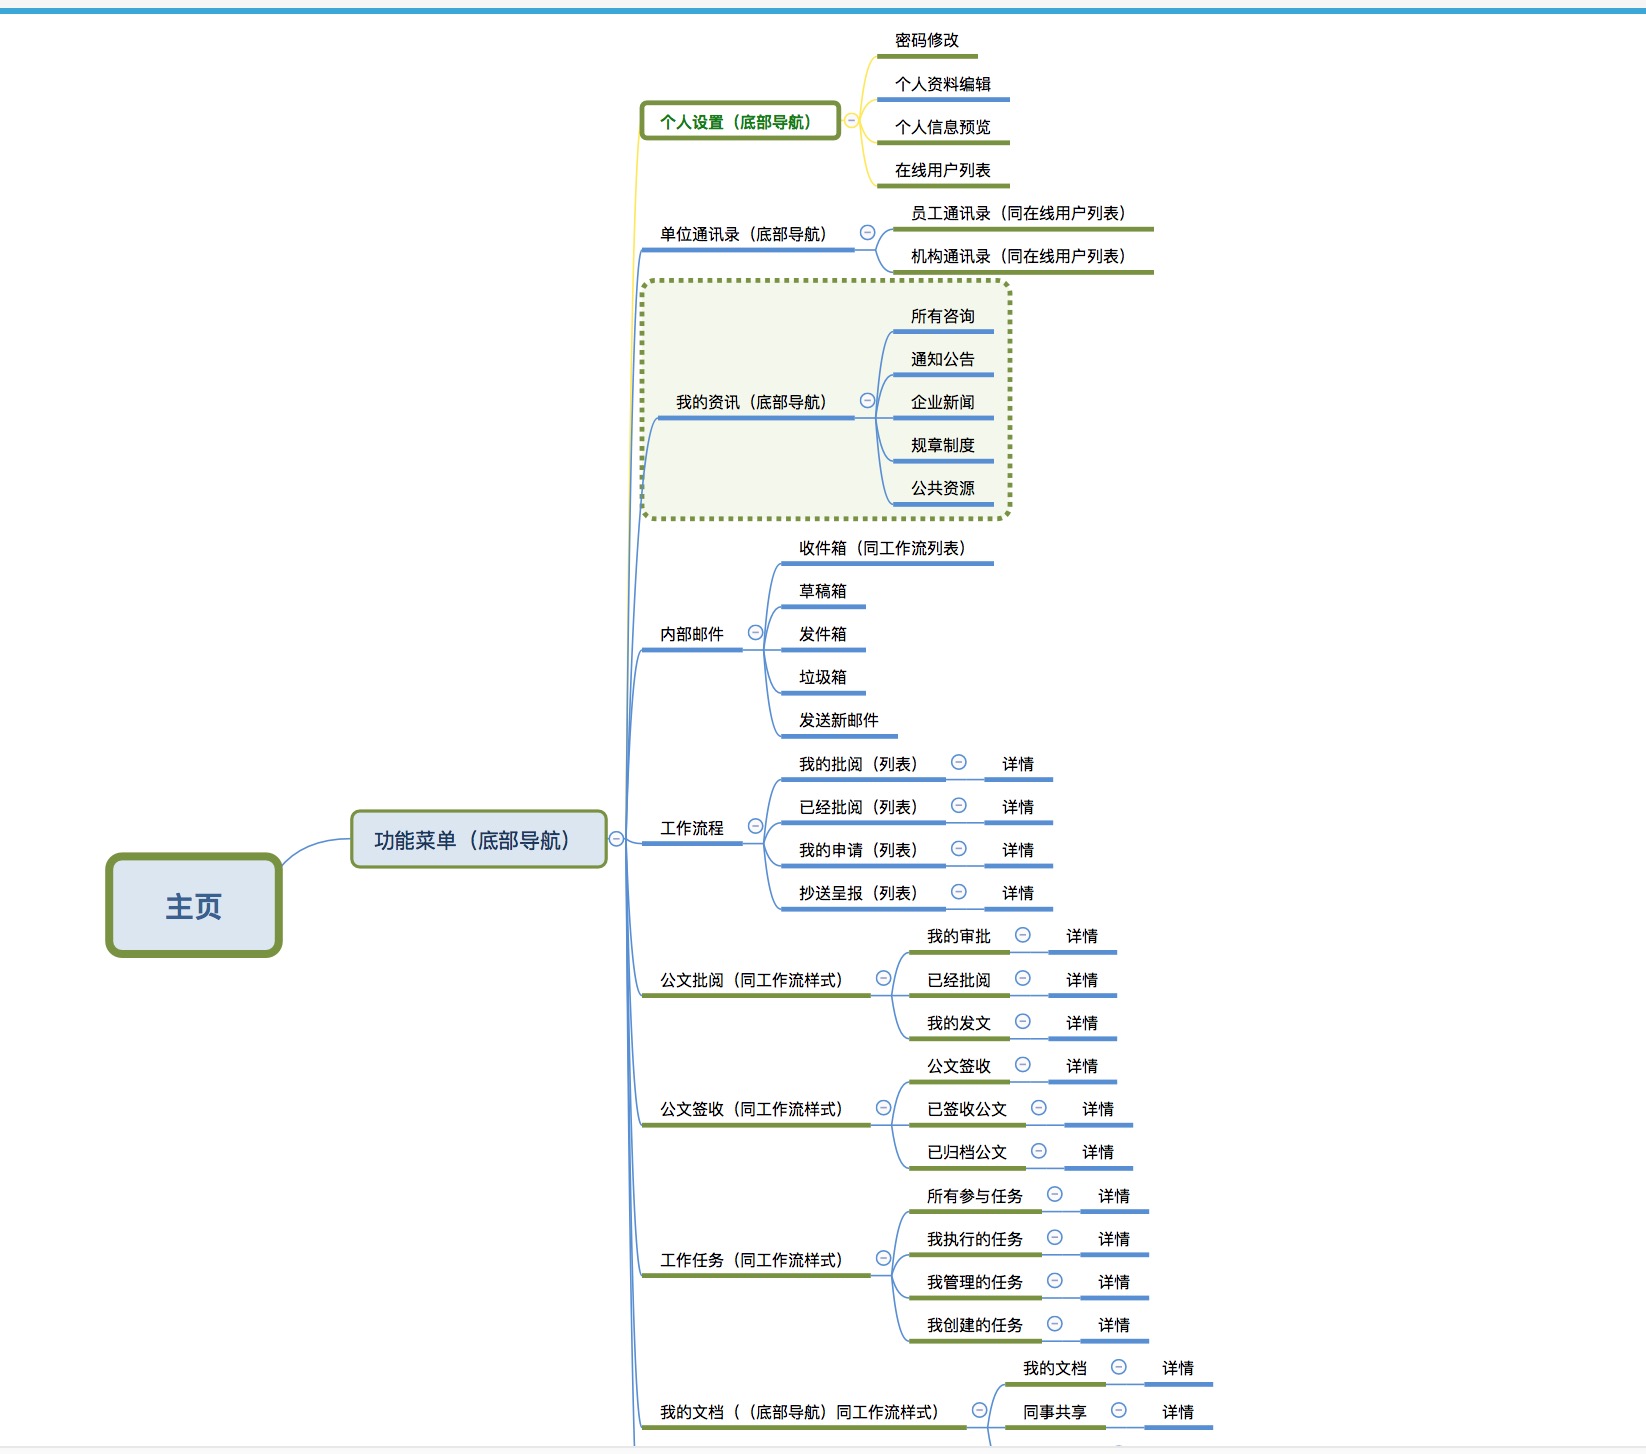 主页
功能菜单（底部导航）
个人设置（底部导航）
密码修改
个人资料编辑
个人信息预览
在线用户列表
单位通讯录（底部导航）
员工通讯录（同在线用户列表）
机构通讯录（同在线用户列表）
我的资讯（底部导航）
所有咨询
通知公告
企业新闻
规章制度
公共资源
内部邮件
收件箱（同工作流列表）
草稿箱
发件箱
垃圾箱
发送新邮件
工作流程
我的批阅（列表） 详情
已经批阅（列表） 详情
我的申请（列表） 详情
抄送呈报（列表） 详情
公文批阅（同工作流样式）
我的审批 详情
已经批阅 详情
我的发文 详情
公文签收（同工作流样式）
公文签收 详情
已签收公文 详情
已归档公文 详情
工作任务（同工作流样式）
所有参与任务 详情
我执行的任务 详情
我管理的任务 详情
我创建的任务 详情
我的文档（（底部导航）同工作流样式）
我的文档 详情
同事共享 详情